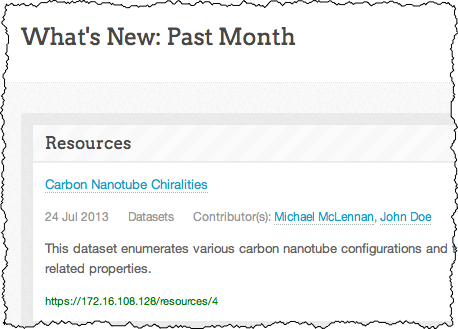 What's New: Past Month
Resources
Carbon Nanotube Chiralities
24 Jul 2013 Datasets Contributor(s): Michael McLennan, John Doe
This dataset enumerates various carbon nanotube configurations and
related properties.
https://172.16.108.128/resources/4